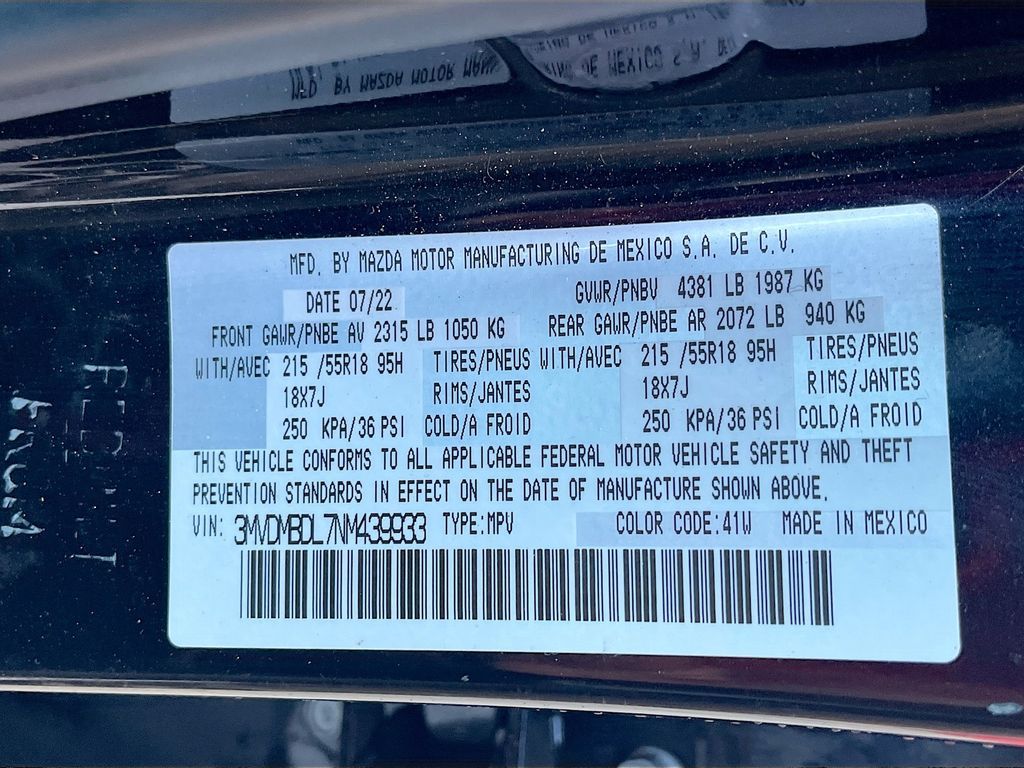 MFD. BY MAZDA MOTOR MANUFACTURING DE MEXICO S.A. DE C.V.
DATE 07/22 GVWR/PNBV 4381 LB 1987 KG
FRONT GAWR/PNBE AV 2315 LB 1050 KG REAR GAWR/PNBE AR 2072 LB 940 KG
WITH/AVEC 215 /55R18 95H TIRES/PNEUS WITH/AVEC 215 /55R18 95H TIRES/PNEUS
18X7J RIMS/JANTES 18X7J RIMS/JANTES
250 KPA/36 PSI COLD/A FROID 250 KPA/36 PSI COLD/A FROID
THIS VEHICLE CONFORMS TO ALL APPLICABLE FEDERAL MOTOR VEHICLE SAFETY AND THEFT
PREVENTION STANDARDS IN EFFECT ON THE DATE OF MANUFACTURE SHOWN ABOVE.
VIN: 3MVDMBDL7NM439933 TYPE:MPV COLOR CODE:41W MADE IN MEXICO